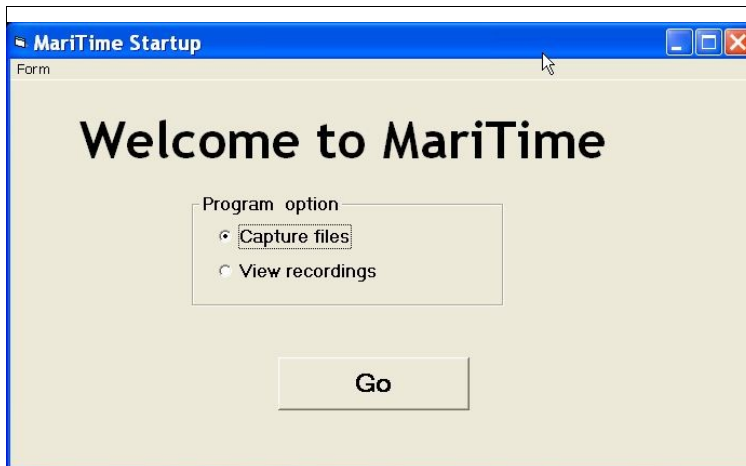 MariTime Startup
Form
Welcome to MariTime
Program option
Capture files
View recordings
Go